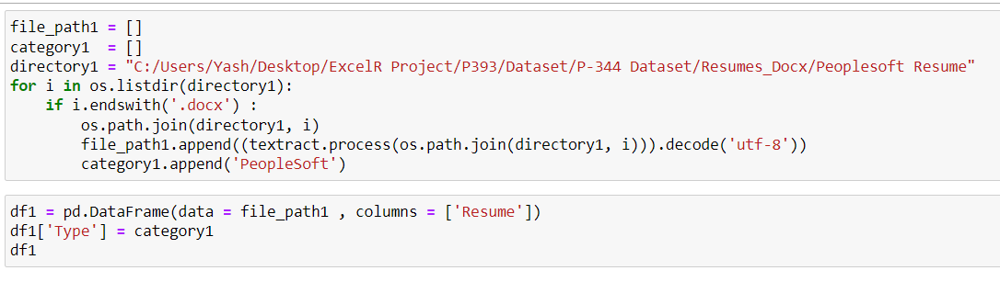 file_path1 = []
category1  = []
directory1 = "C:/Users/Yash/Desktop/ExcelR Project/P393/Dataset/P-344 Dataset/Resumes_Docx/Peoplesoft Resume"
for i in os.listdir(directory1):
    if i.endswith('.docx') :
        os.path.join(directory1, i)
        file_path1.append((textract.process(os.path.join(directory1, i))).decode('utf-8'))
        category1.append('PeopleSoft')
df1 = pd.DataFrame(data = file_path1 , columns = ['Resume'])
df1['Type'] = category1
df1